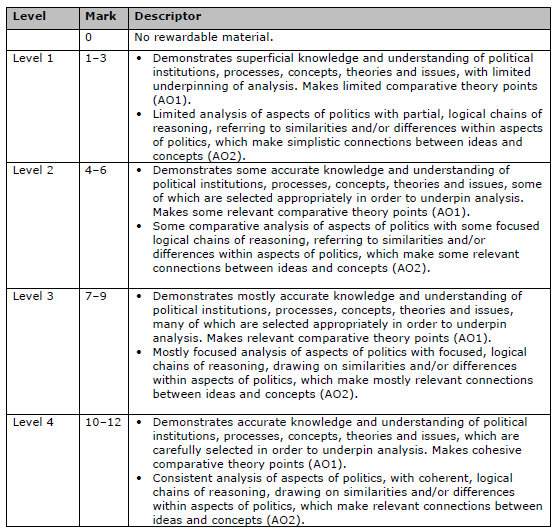 Level Mark Descriptor
0 No rewardable material.
Level 1 1–3 • Demonstrates superficial knowledge and understanding of political
institutions, processes, concepts, theories and issues, with limited
underpinning of analysis. Makes limited comparative theory points
(AO1).
• Limited analysis of aspects of politics with partial, logical chains of
reasoning, referring to similarities and/or differences within aspects
of politics, which make simplistic connections between ideas and
concepts (AO2).
Level 2 4–6 • Demonstrates some accurate knowledge and understanding of
political institutions, processes, concepts, theories and issues, some
of which are selected appropriately in order to underpin analysis.
Makes some relevant comparative theory points (AO1).
• Some comparative analysis of aspects of politics with some focused
logical chains of reasoning, referring to similarities and/or
differences within aspects of politics, which make some relevant
connections between ideas and concepts (AO2).
Level 3 7–9 • Demonstrates mostly accurate knowledge and understanding of
political institutions, processes, concepts, theories and issues,
many of which are selected appropriately in order to underpin
analysis. Makes relevant comparative theory points (AO1).
• Mostly focused analysis of aspects of politics with focused, logical
chains of reasoning, drawing on similarities and/or differences
within aspects of politics, which make mostly relevant connections
between ideas and concepts (AO2).
Level 4 10–12 • Demonstrates accurate knowledge and understanding of political
institutions, processes, concepts, theories and issues, which are
carefully selected in order to underpin analysis. Makes cohesive
comparative theory points (AO1).
• Consistent analysis of aspects of politics, with coherent, logical
chains of reasoning, drawing on similarities and/or differences
within aspects of politics, which make relevant connections between
ideas and concepts (AO2).